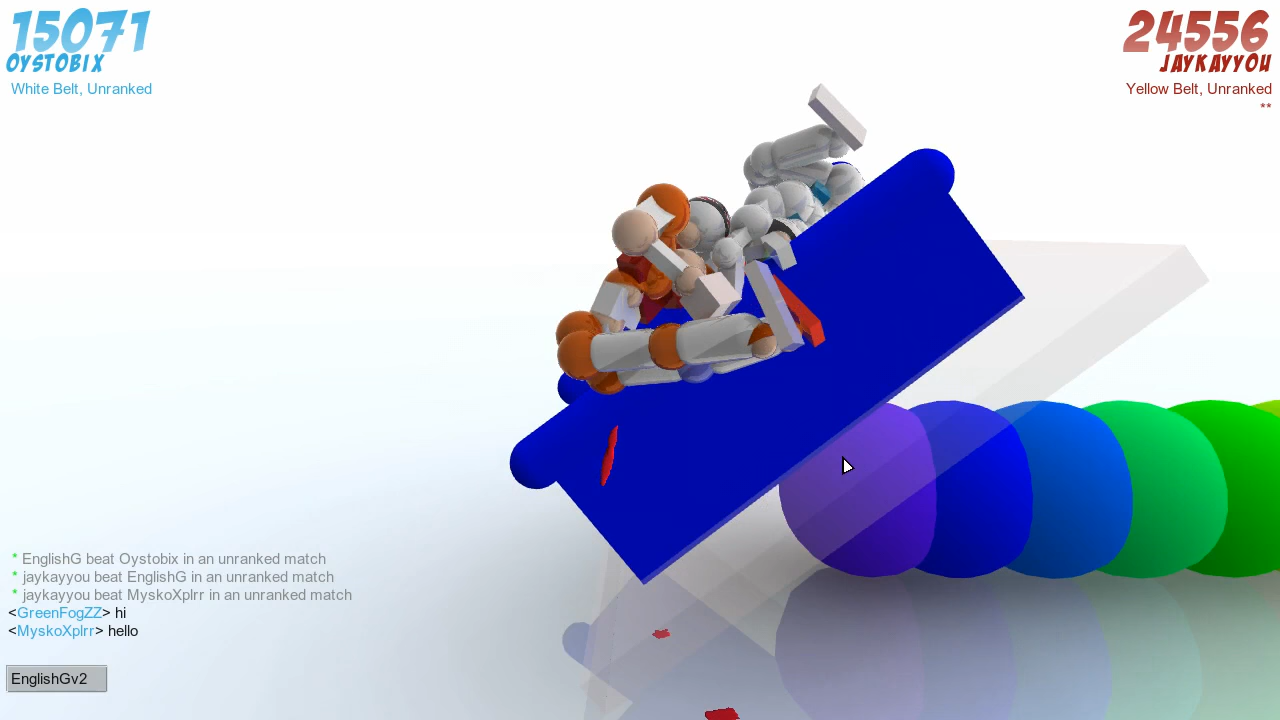 15071
OYSTOBIX
White Belt, Unranked
24556
JAYKAYYOU
Yellow Belt, Unranked
**
* EnglishG beat Oystobix in an unranked match
* jaykayyou beat EnglishG in an unranked match
* jaykayyou beat MyskoXplrr in an unranked match
<GreenFogZZ> hi
<MyskoXplrr> hello
EnglishGv2